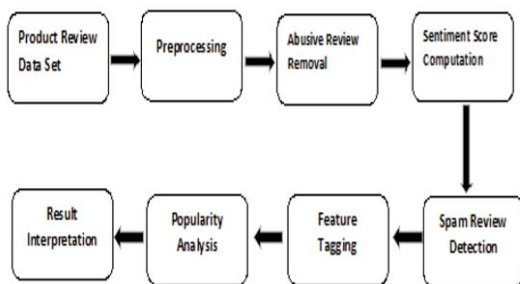 Product Review
Data Set
Preprocessing
Abusive Review
Removal
Sentiment Score
Computation
Spam Review
Detection
Feature
Tagging
Popularity
Analysis
Result
Interpretation